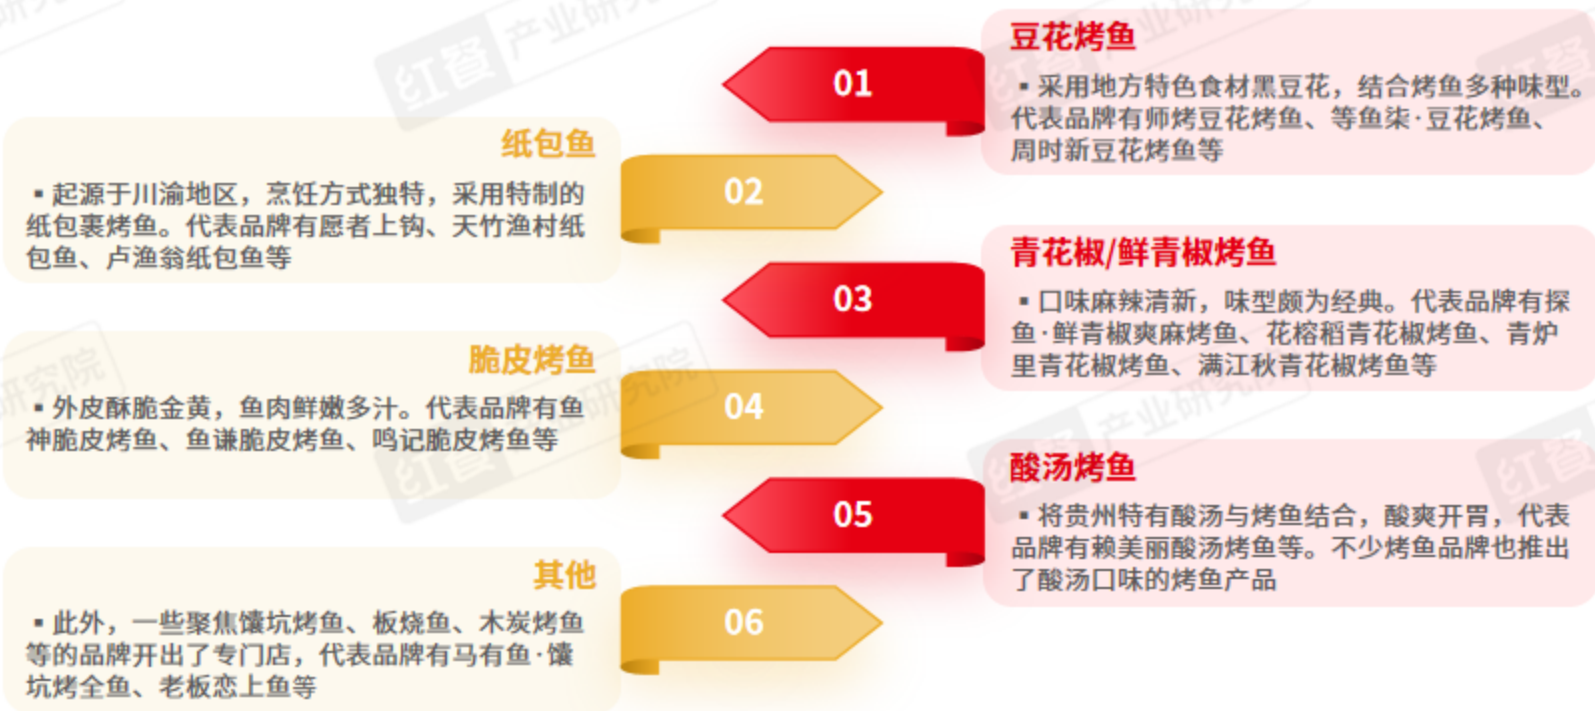 01
豆花烤鱼
▪采用地方特色食材黑豆花，结合烤鱼多种味型。
代表品牌有师烤豆花烤鱼、等鱼柒·豆花烤鱼、
周时新豆花烤鱼等
纸包鱼
▪起源于川渝地区，烹饪方式独特，采用特制的
纸包裹烤鱼。代表品牌有愿者上钩、天竹渔村纸
包鱼、卢渔翁纸包鱼等
02
03
青花椒/鲜青椒烤鱼
▪口味麻辣清新，味型颇为经典。代表品牌有探
鱼·鲜青椒爽麻烤鱼、花榕稻青花椒烤鱼、青炉
里青花椒烤鱼、满江秋青花椒烤鱼等
脆皮烤鱼
▪外皮酥脆金黄，鱼肉鲜嫩多汁。代表品牌有鱼
神脆皮烤鱼、鱼谦脆皮烤鱼、鸣记脆皮烤鱼等
04
05
酸汤烤鱼
▪将贵州特有酸汤与烤鱼结合，酸爽开胃，代表
品牌有赖美丽酸汤烤鱼等。不少烤鱼品牌也推出
了酸汤口味的烤鱼产品
其他
▪此外，一些聚焦馕坑烤鱼、板烧鱼、木炭烤鱼
等的品牌开出了专门店，代表品牌有马有鱼·馕
坑烤全鱼、老板恋上鱼等
06
红餐 产业研究院